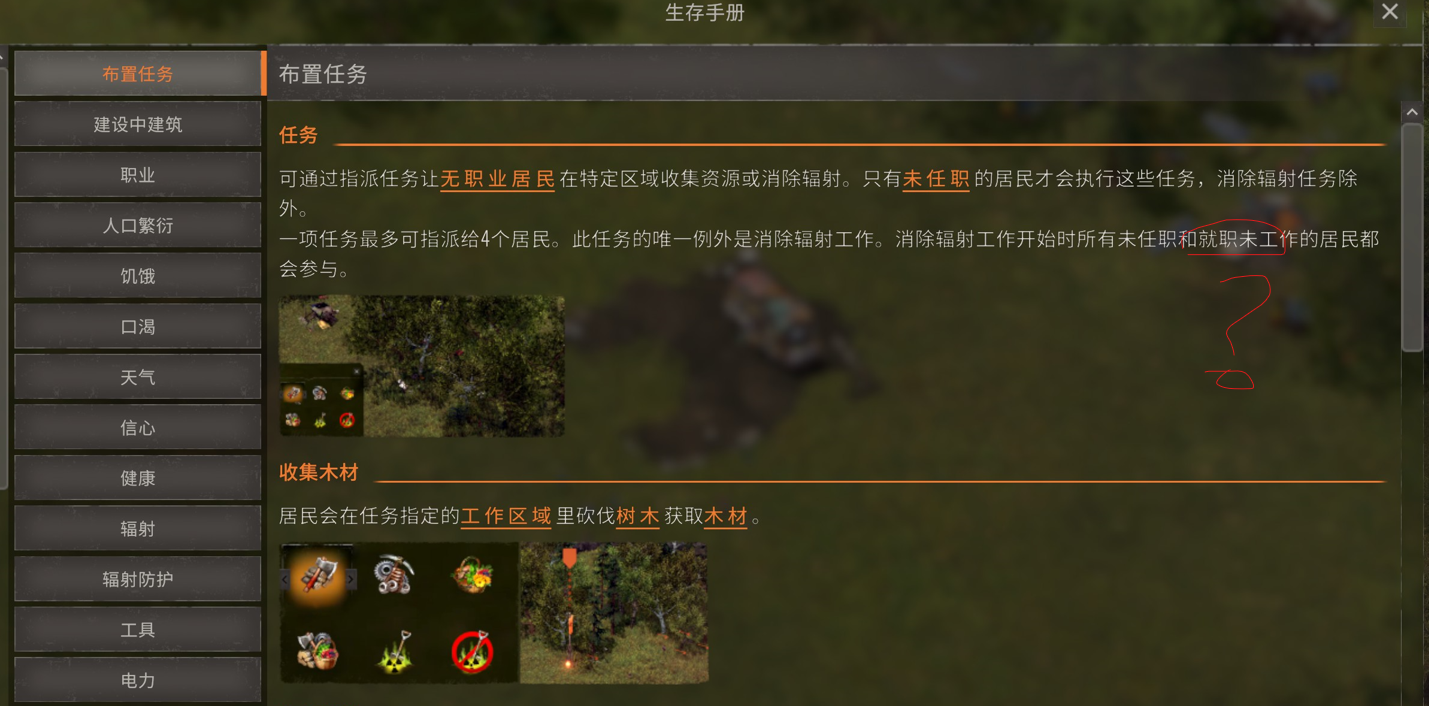 生存手册
布置任务
建设中建筑
职业
人口繁衍
饥饿
口渴
天气
信心
健康
辐射
辐射防护
工具
电力
布置任务
任务
可通过指派任务让无职业居民在特定区域收集资源或消除辐射。只有未任职的居民才会执行这些任务，消除辐射任务除
外。
一项任务最多可指派给4个居民。此任务的唯一例外是消除辐射工作。消除辐射工作开始时所有未任职和就职未工作的居民都
会参与。
?
收集木材
居民会在任务指定的工作区域里砍伐树木获取木材。